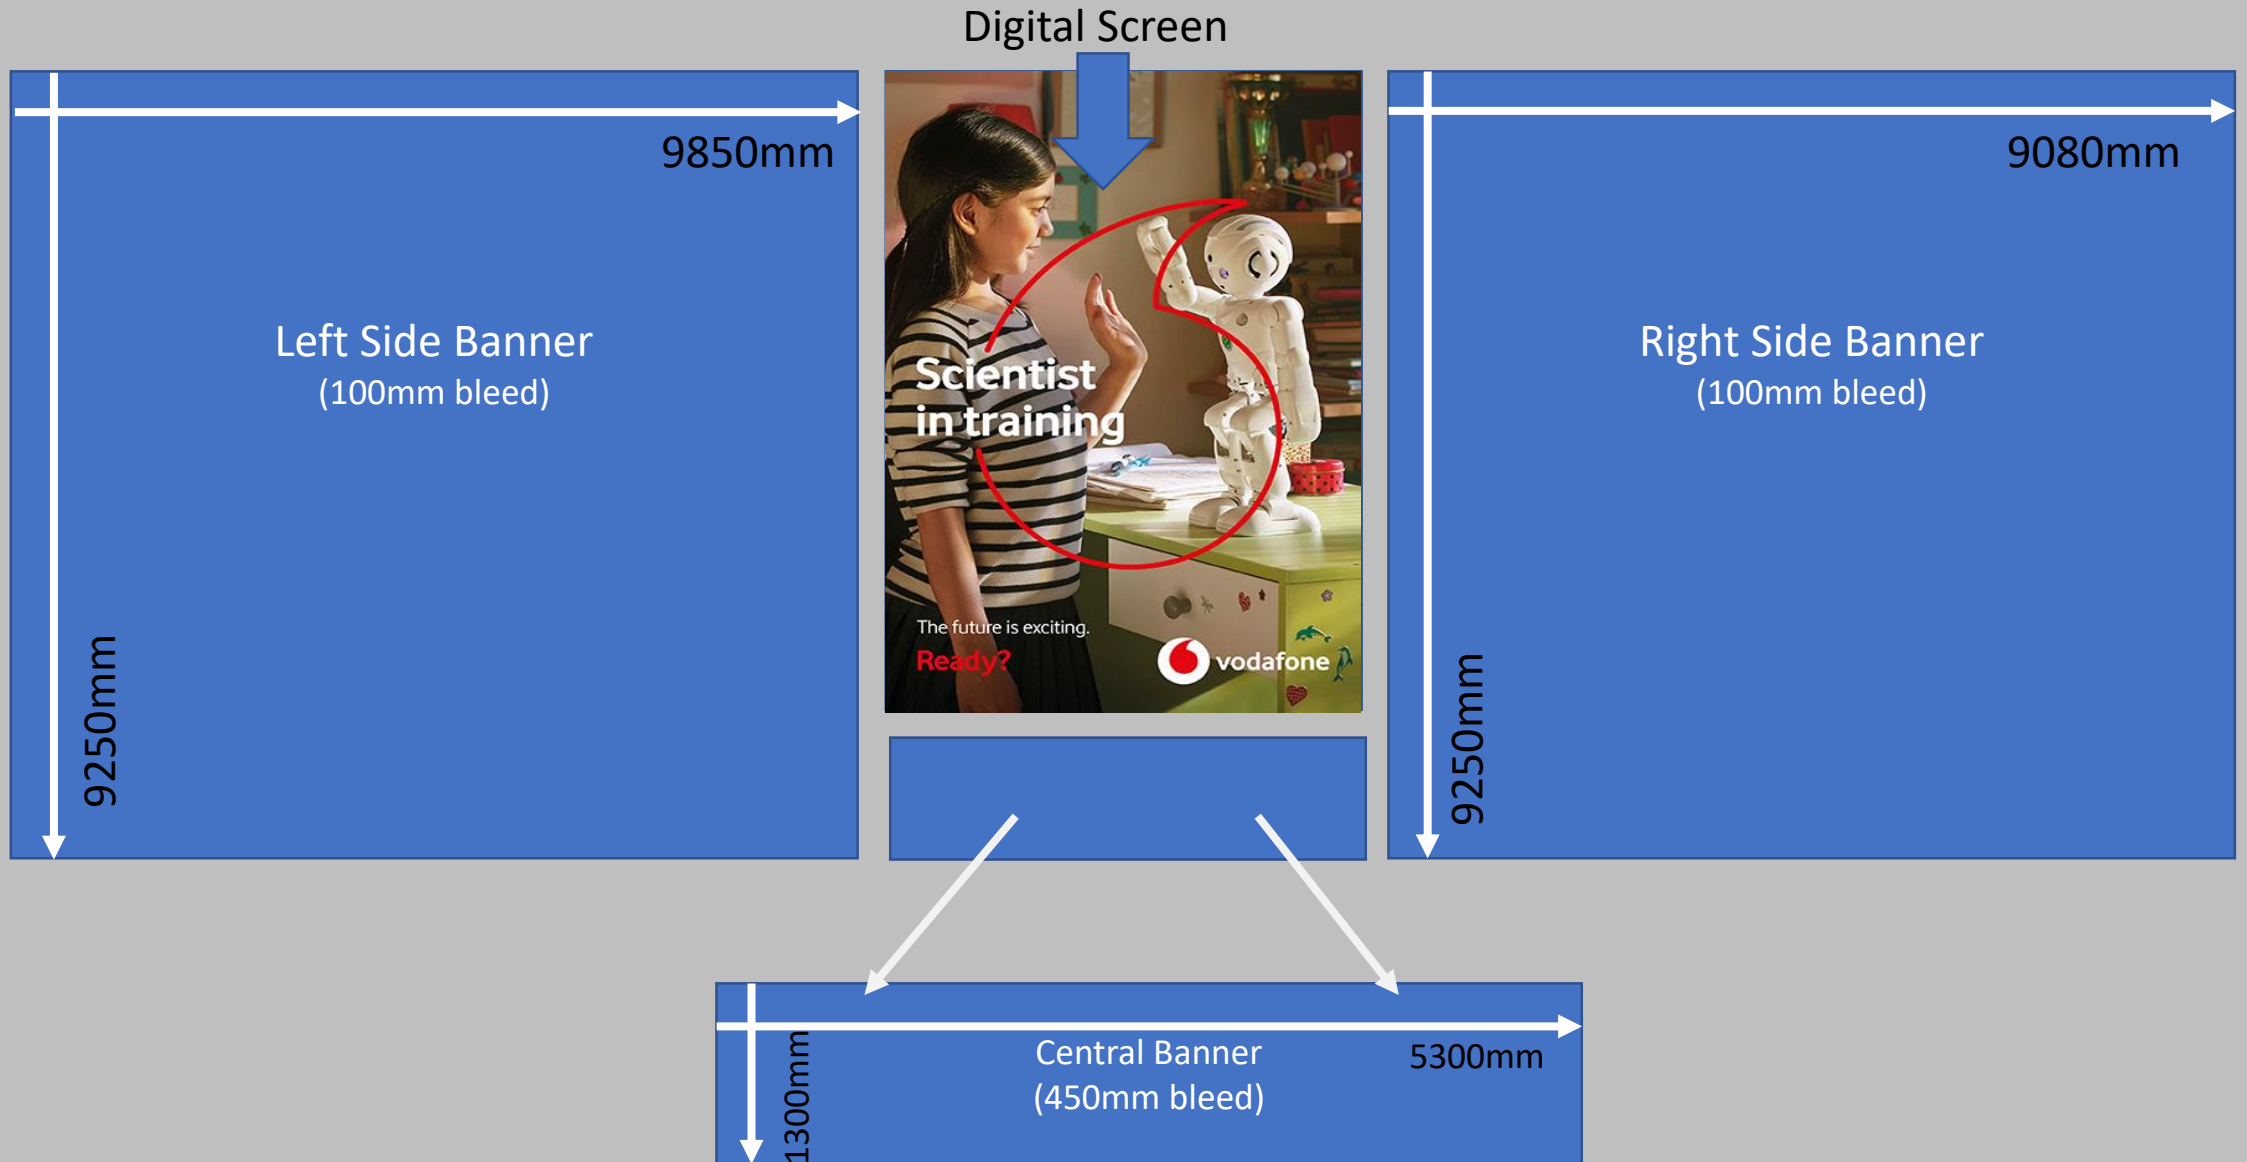 Digital Screen
9850mm
Left Side Banner
(100mm bleed)
9250mm
Scientist
in training
The future is exciting.
Ready?
vodafone
9080mm
Right Side Banner
(100mm bleed)
9250mm
Central Banner
(450mm bleed)
5300mm
1300mm